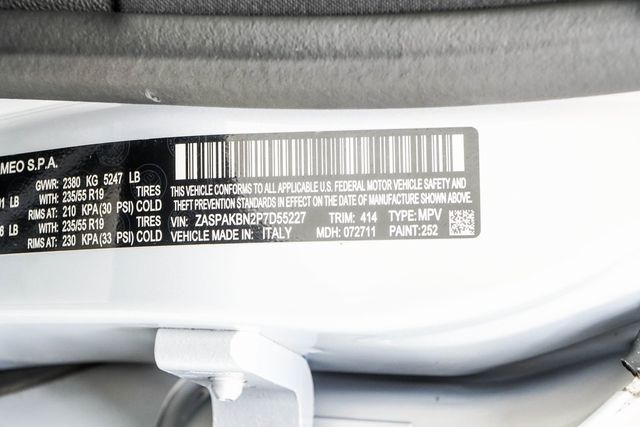 MEO S.P.A.
GVWR: 2380 KG 5247 LB
LB WITH: 235/55 R19 TIRES
RIMS AT: 210 KPA (30 PSI) COLD
LB WITH: 235/55 R19 TIRES
RIMS AT: 230 KPA (33 PSI) COLD
THIS VEHICLE CONFORMS TO ALL APPLICABLE U.S. FEDERAL MOTOR VEHICLE SAFETY AND
THEFT PREVENTION STANDARDS IN EFFECT ON THE DATE OF MANUFACTURE SHOWN ABOVE
VIN: ZASPAKBN2P7D55227 TRIM: 414 TYPE: MPV
VEHICLE MADE IN: ITALY MDH: 072711 PAINT: 252